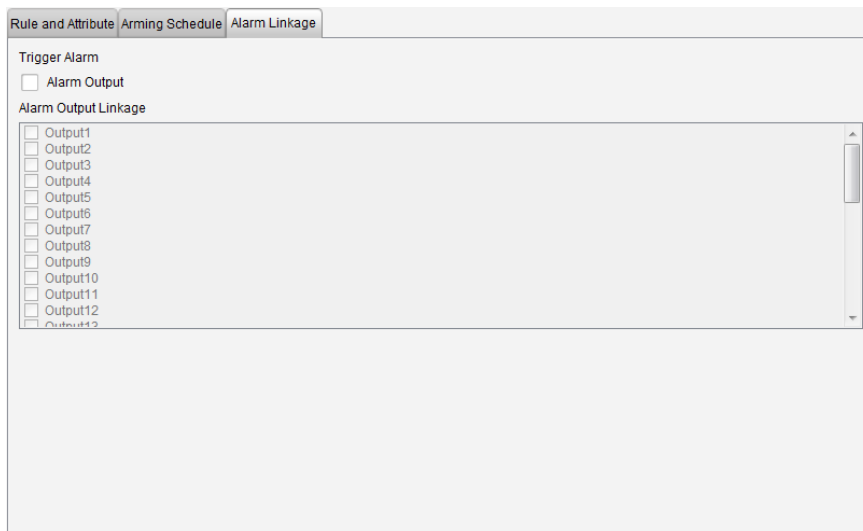 Rule and Attribute Arming Schedule Alarm Linkage
Trigger Alarm
Alarm Output
Alarm Output Linkage
Output1
Output2
Output3
Output4
Output5
Output6
Output7
Output8
Output9
Output10
Output11
Output12
Output13